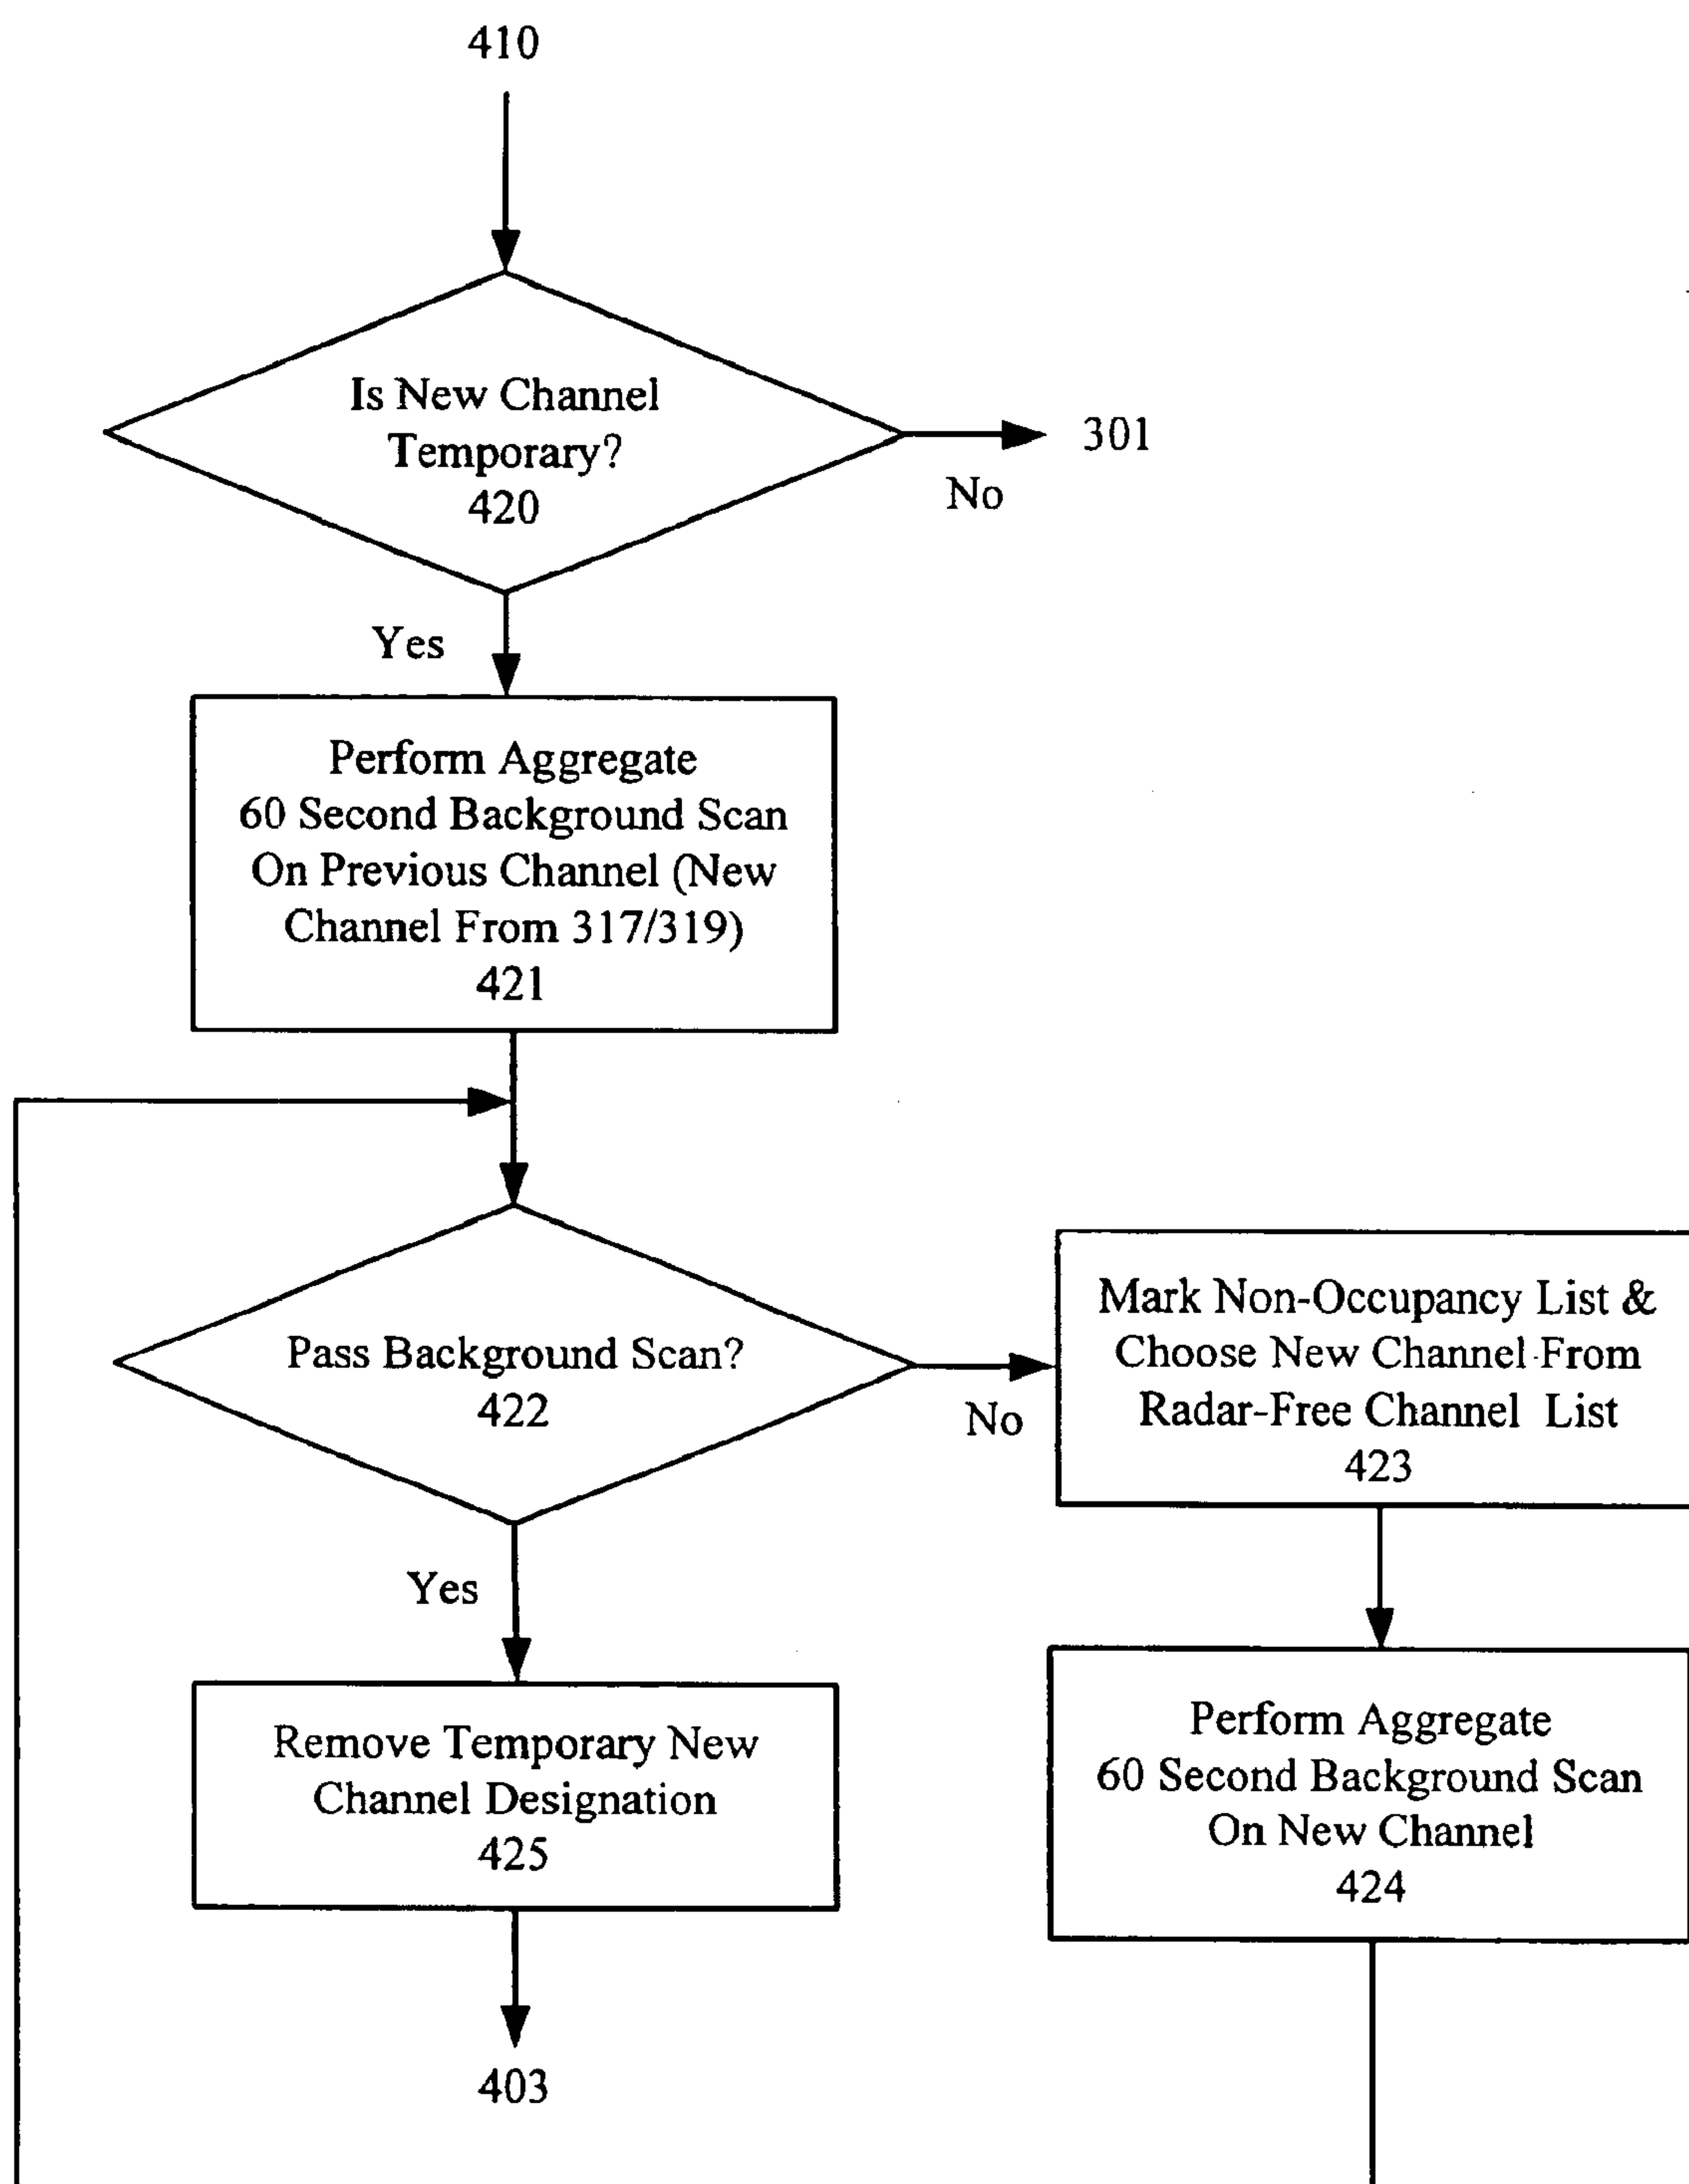 410
Is New Channel
Temporary?
420
301
No
Yes
Perform Aggregate
60 Second Background Scan
On Previous Channel (New
Channel From 317/319)
421
Pass Background Scan?
422
No
Mark Non-Occupancy List &
Choose New Channel From
Radar-Free Channel List
423
Yes
Remove Temporary New
Channel Designation
425
Perform Aggregate
60 Second Background Scan
On New Channel
424
403